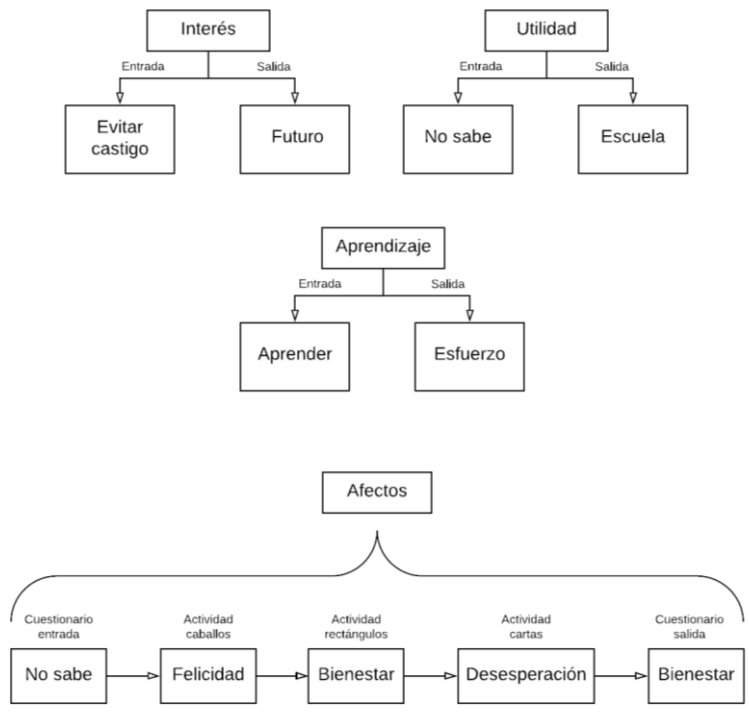 Interés
Utilidad
Entrada
Salida
Entrada
Salida
Evitar
castigo
Futuro
No sabe
Escuela
Aprendizaje
Entrada
Salida
Aprender
Esfuerzo
Afectos
Cuestionario
entrada
Actividad
caballos
Actividad
rectángulos
Actividad
cartas
Cuestionario
salida
No sabe
Felicidad
Bienestar
Desesperación
Bienestar